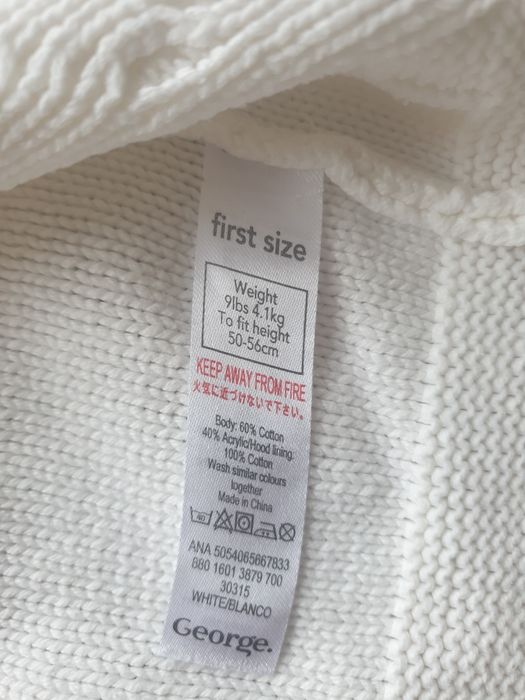 first size
Weight
9lbs 4.1kg
To fit height
50-56cm
KEEP AWAY FROM FIRE
火気に近づけないで下さい。
Body: 60% Cotton
40% Acrylic/Hood lining:
100% Cotton
Wash similar colours
together
Made in China
40
ANA 5054065667833
880 1601 3879 700
30315
WHITE/BLANCO
George.